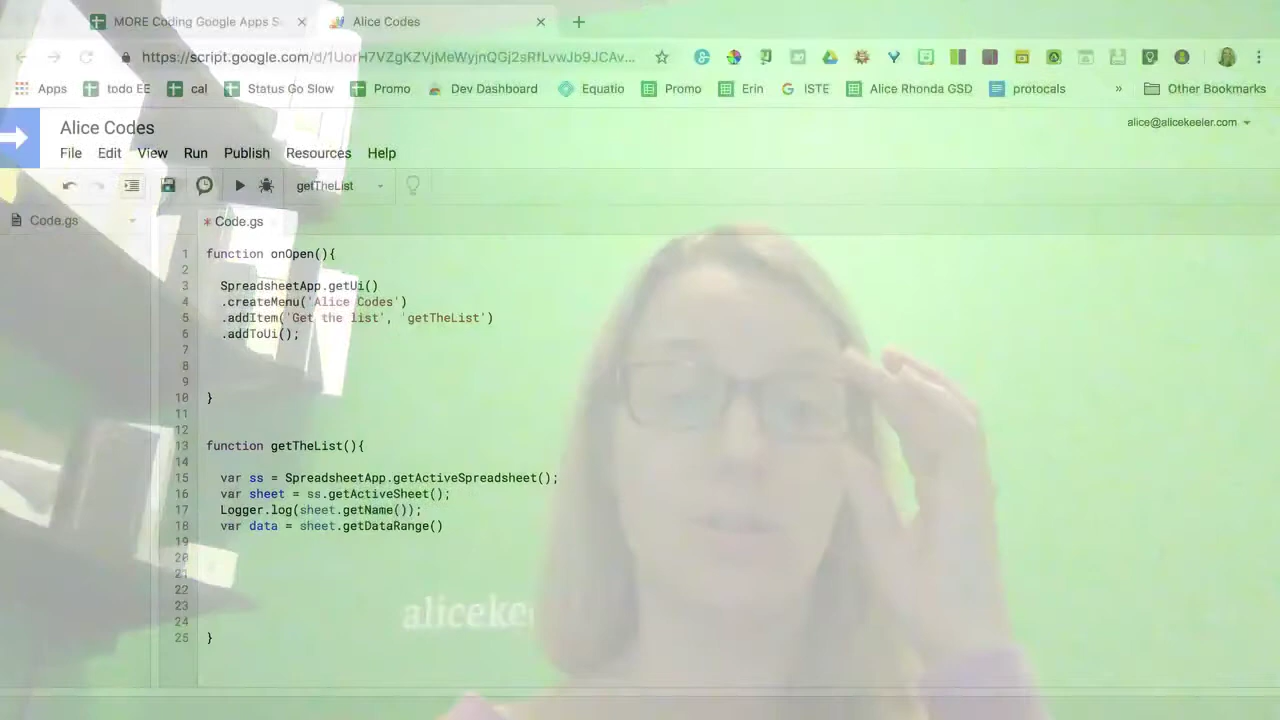 MORE Coding Google Apps S
Alice Codes
https://script.google.com/d/1UorH7VZgKZVjMeWyjnQGj2sRfLvwJb9JCAv...
Apps todo EE cal Status Go Slow Promo Dev Dashboard Equatio Promo Erin ISTE Alice Rhonda GSD protocals » Other Bookmarks
Alice Codes
alice@alicekeeler.com
File Edit View Run Publish Resources Help
getTheList
Code.gs
* Code.gs
1 function onOpen(){
2
3 SpreadsheetApp.getUi()
4 .createMenu('Alice Codes')
5 .addItem('Get the list', 'getTheList')
6 .addToUi();
7
8
9
10 }
11
12
13 function getTheList(){
14
15 var ss = SpreadsheetApp.getActiveSpreadsheet();
16 var sheet = ss.getActiveSheet();
17 Logger.log(sheet.getName());
18 var data = sheet.getDataRange()
19
20
21
22
23
24
25 }
alicekee